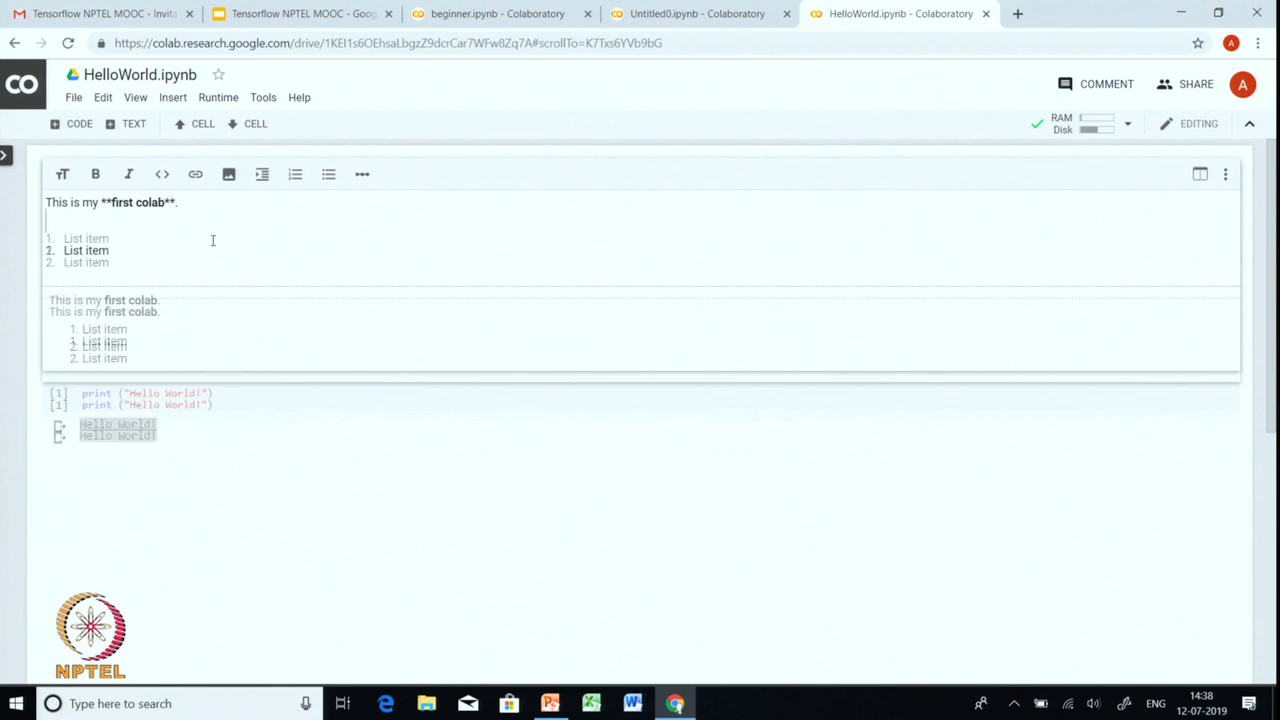 Tensorflow NPTEL MOOC - Invita
Tensorflow NPTEL MOOC - Goog
beginner.ipynb - Colaboratory
Untitled0.ipynb - Colaboratory
HelloWorld.ipynb - Colaboratory
https://colab.research.google.com/drive/1KEI1s6OEhsaLbgzZ9dcrCar7WFw8Zq7A#scrollTo=K7Txs6YVb9bG
A
CO
HelloWorld.ipynb
COMMENT
SHARE
A
File Edit View Insert Runtime Tools Help
CODE TEXT CELL CELL
RAM
Disk
EDITING
This is my **first colab**.
1. List item
List item
2. List item
This is my first colab.
This is my first colab.
1. List item
List item
2. List item
2. List item
[1] print ("Hello World!")
[1] print ("Hello World!")
Hello World!
Hello World!
NPTEL
Type here to search
ENG
14:38
12-07-2019